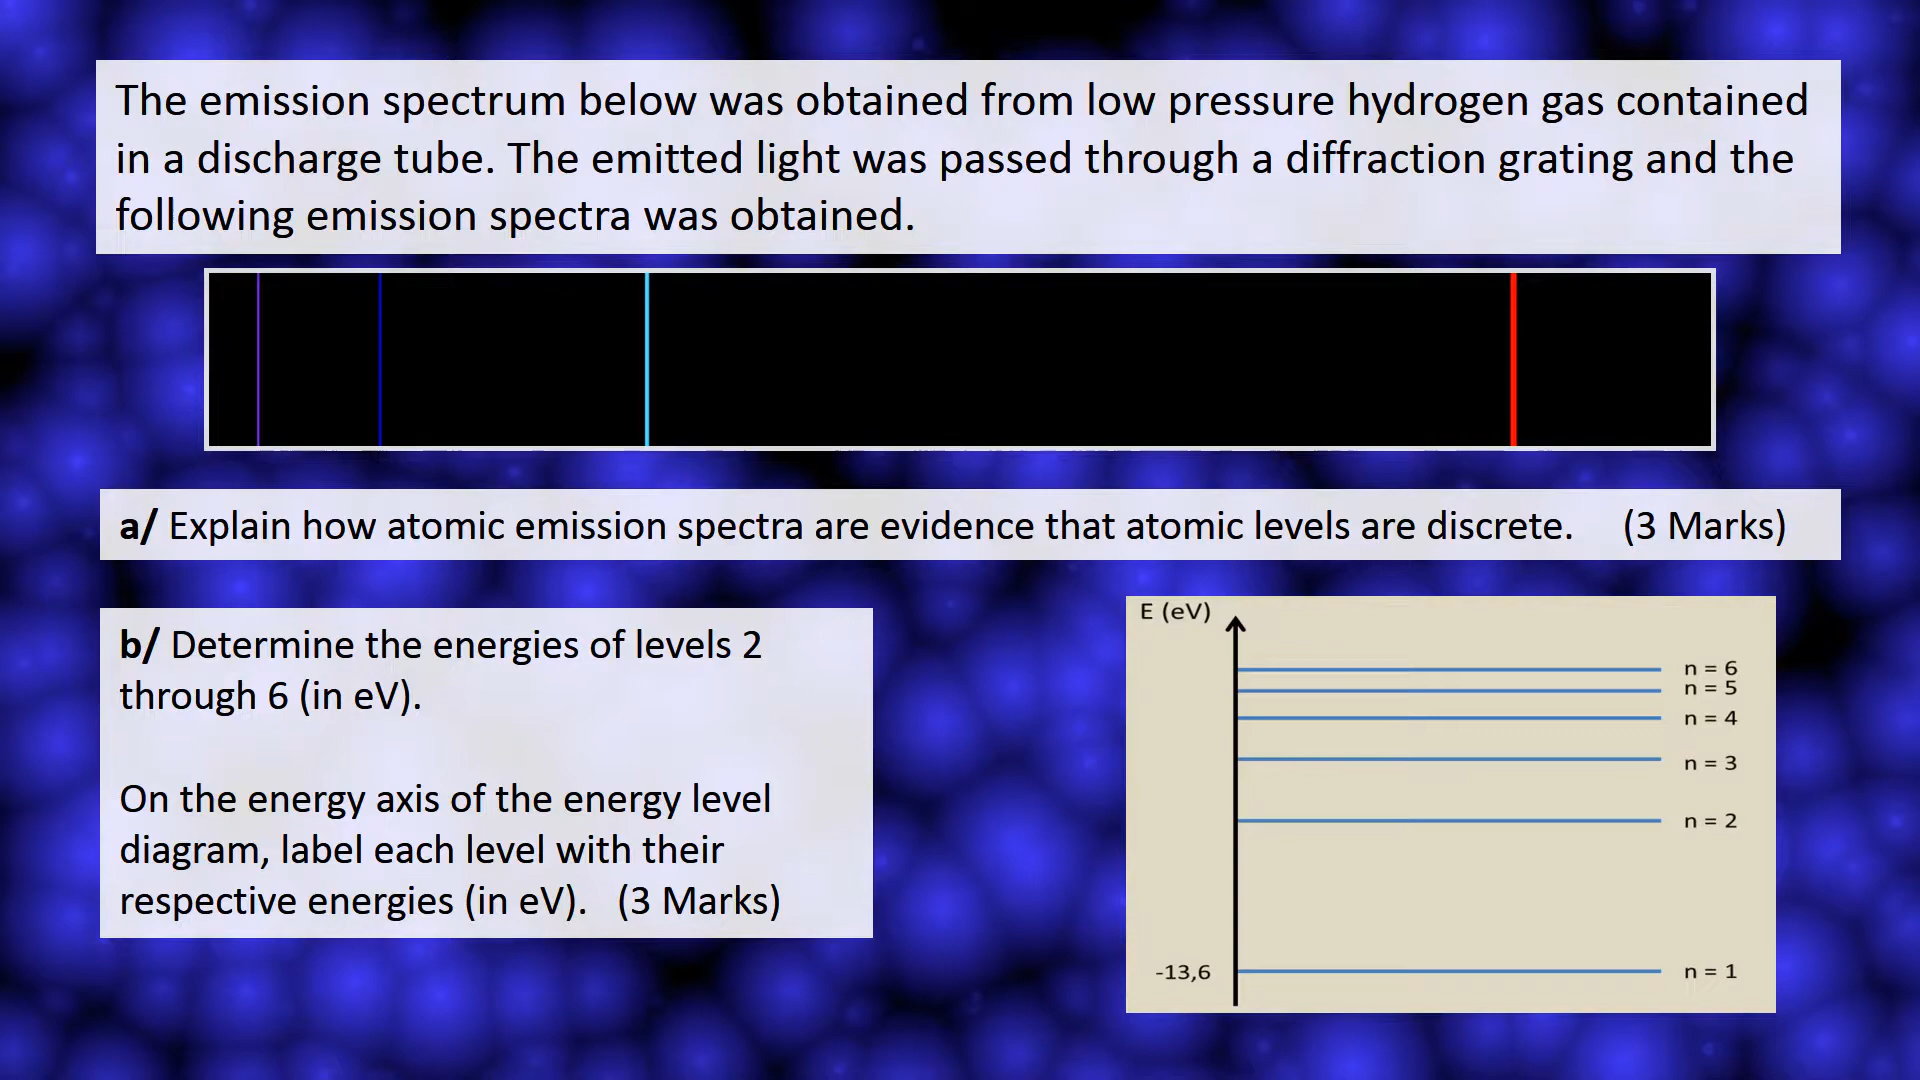 The emission spectrum below was obtained from low pressure hydrogen gas contained
in a discharge tube. The emitted light was passed through a diffraction grating and the
following emission spectra was obtained.
a/ Explain how atomic emission spectra are evidence that atomic levels are discrete. (3 Marks)
b/ Determine the energies of levels 2
through 6 (in eV).
On the energy axis of the energy level
diagram, label each level with their
respective energies (in eV). (3 Marks)
E (eV)
n = 6
n = 5
n = 4
n = 3
n = 2
-13,6 n = 1